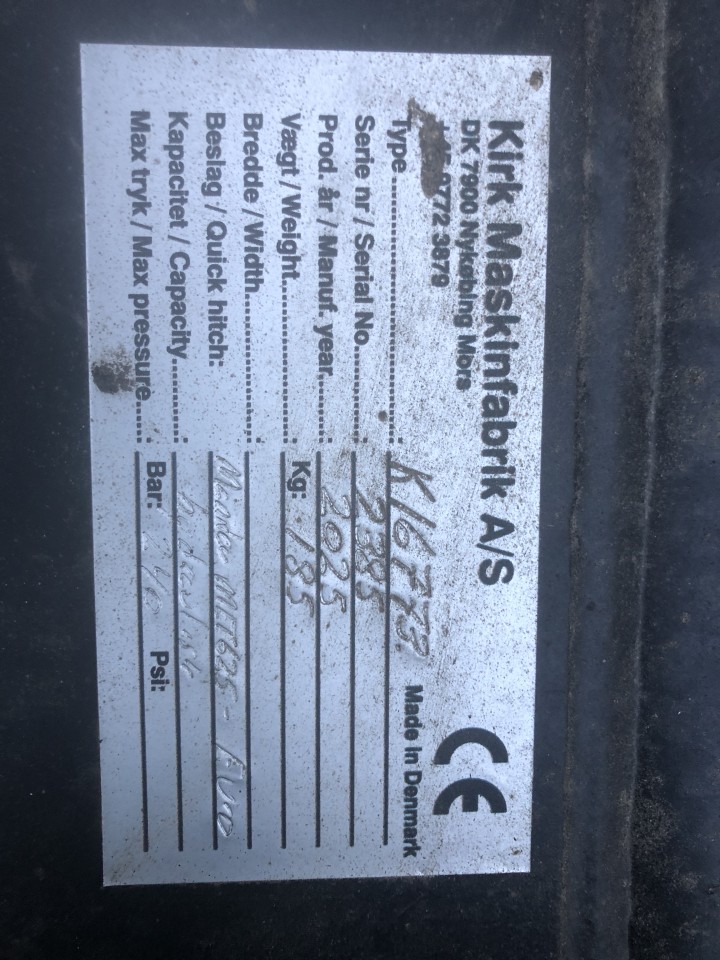 Kirk Maskinfabrik A/S
DK 7900 Nykøbing Mors
9772 3879
CE
Made in Denmark
Type
Serie nr / Serial No. 2395
Prod. år / Manuf. year 2025
Vægt / Weight Kg: 185
Bredde / Width
Beslag / Quick hitch:
Kapacitet / Capacity
Max tryk / Max pressure Bar: Psi: